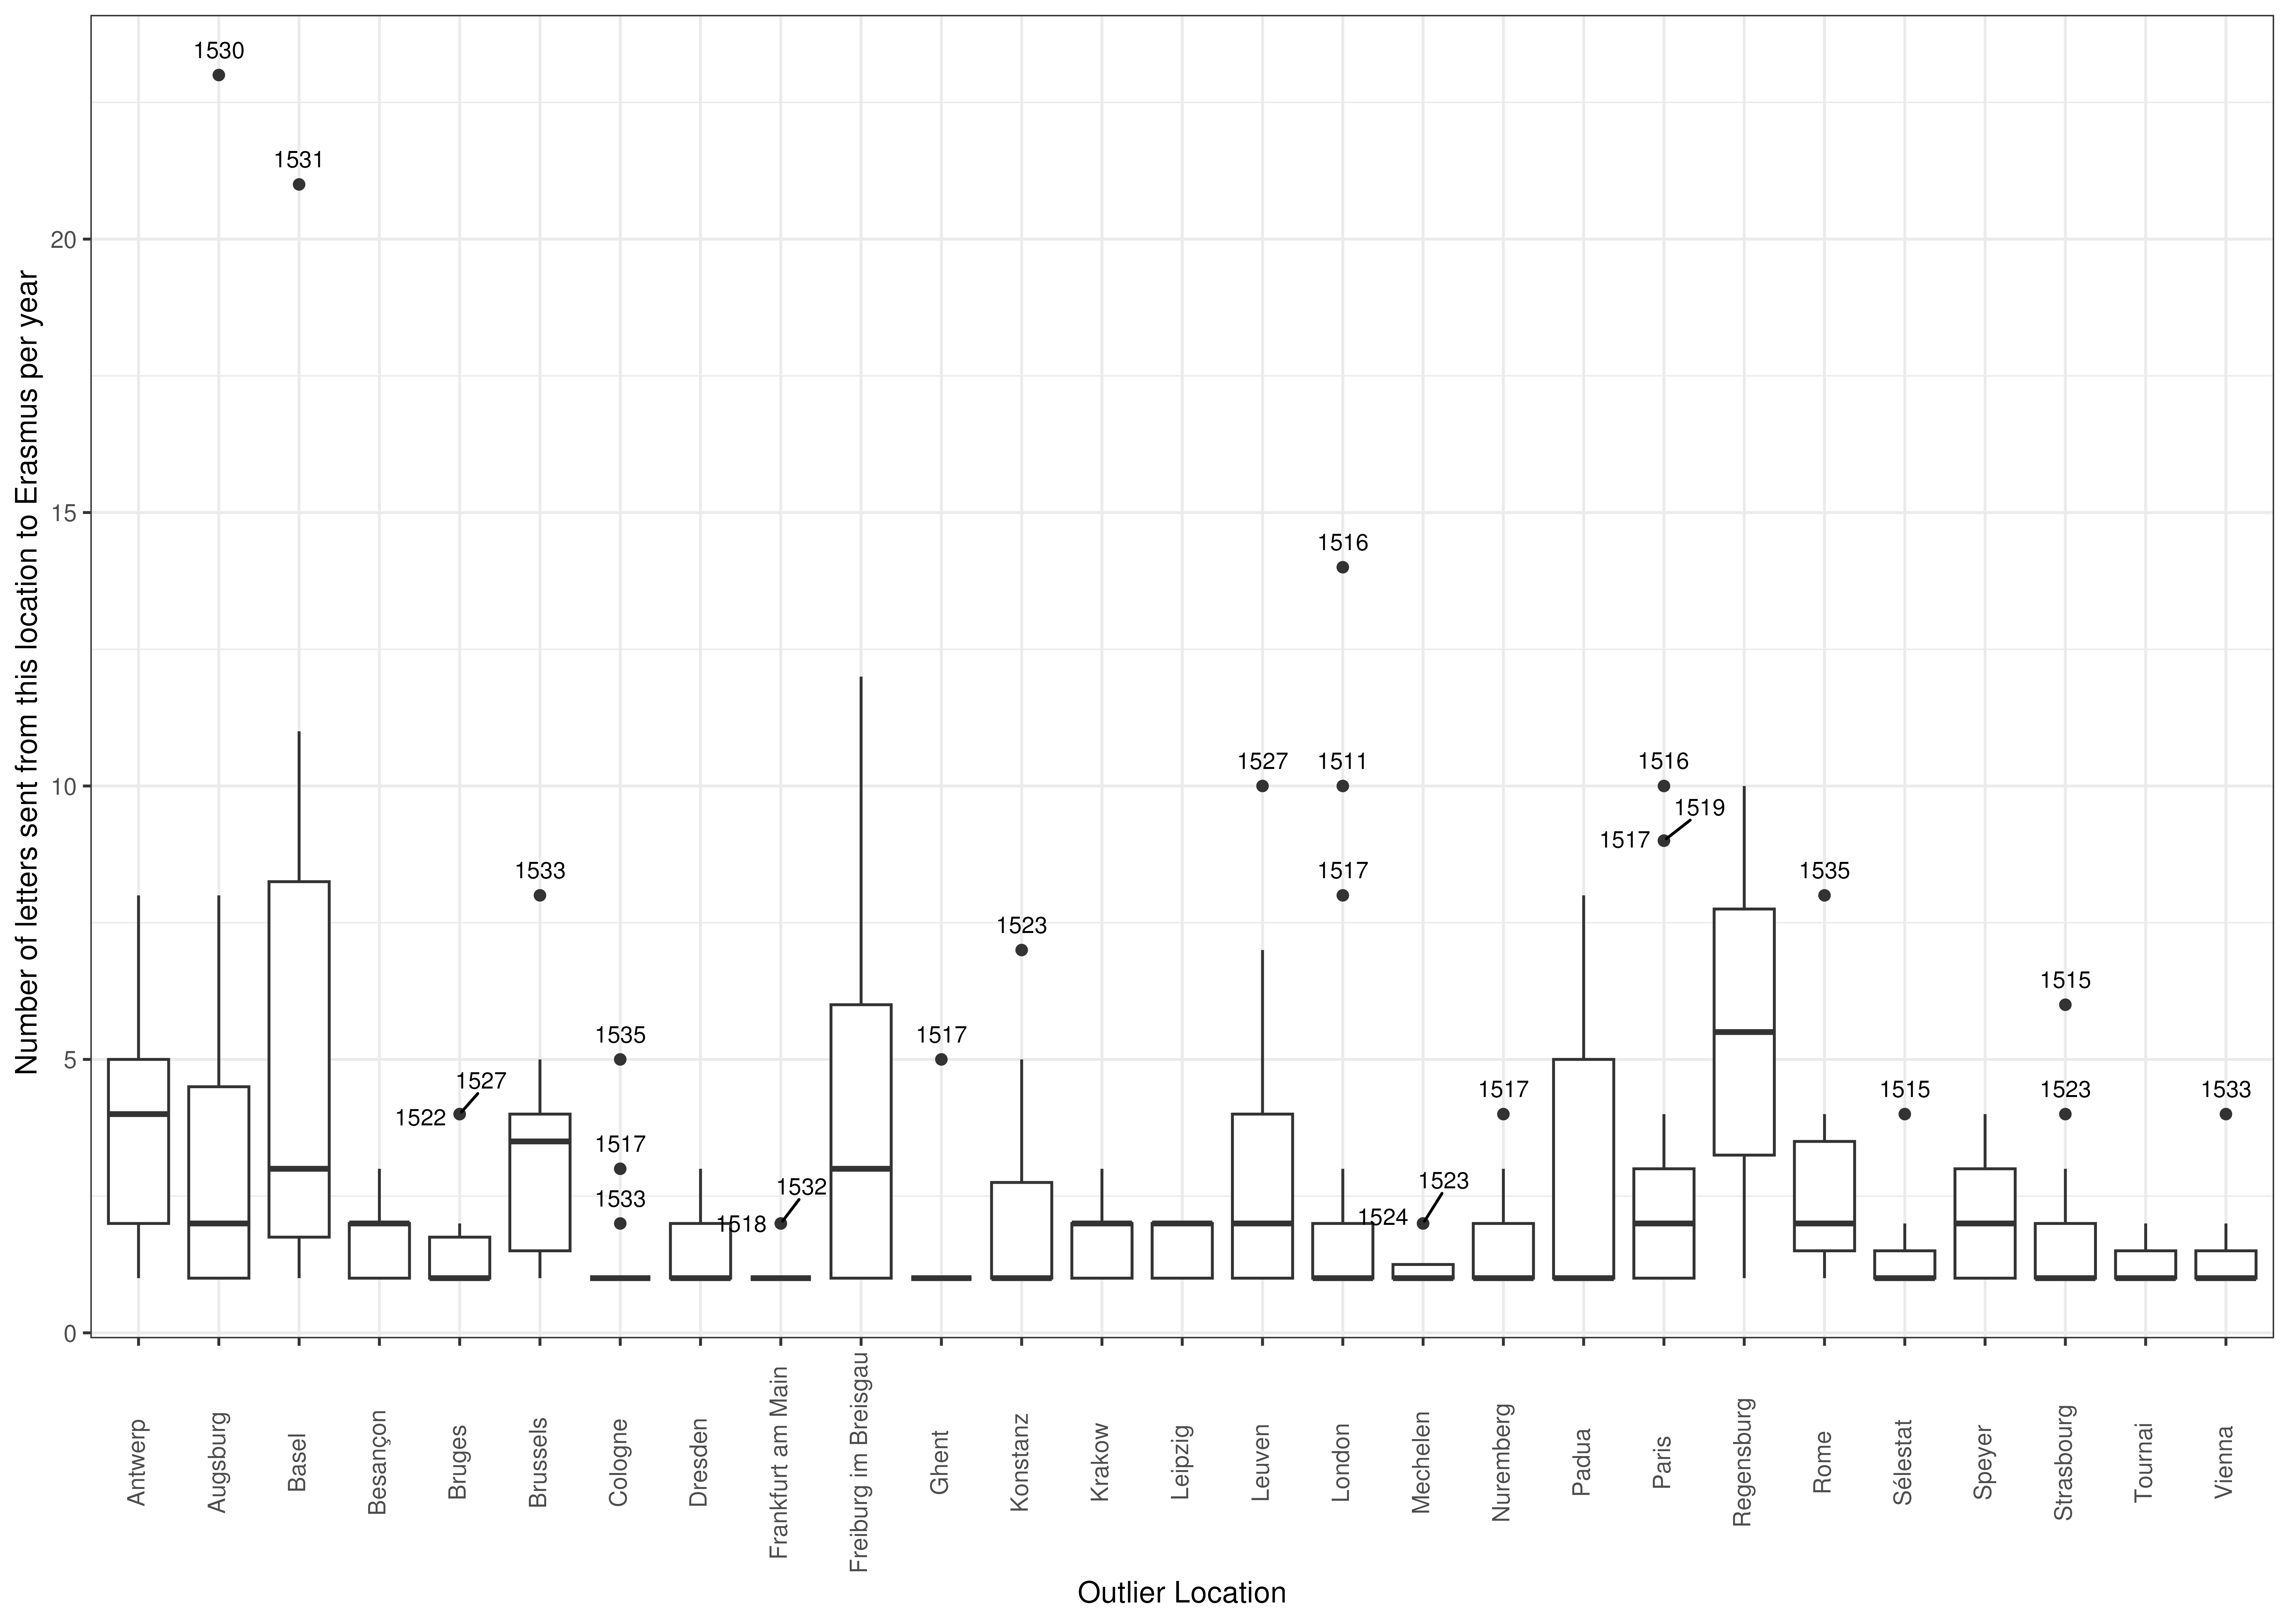 Number of letters sent from this location to Erasmus per year
20
15
10
5
0
1530
1531
1516
1527
1511
1516
1519
1517
1533
1517
1535
1523
1515
1535
1517
1527
1522
1517
1515
1523
1533
1517
1533
1532
1518
1523
1524
Antwerp
Augsburg
Basel
Besançon
Bruges
Brussels
Cologne
Dresden
Frankfurt am Main
Freiburg im Breisgau
Ghent
Konstanz
Krakow
Leipzig
Leuven
London
Mechelen
Nuremberg
Padua
Paris
Regensburg
Rome
Sélestat
Speyer
Strasbourg
Tournai
Vienna
Outlier Location